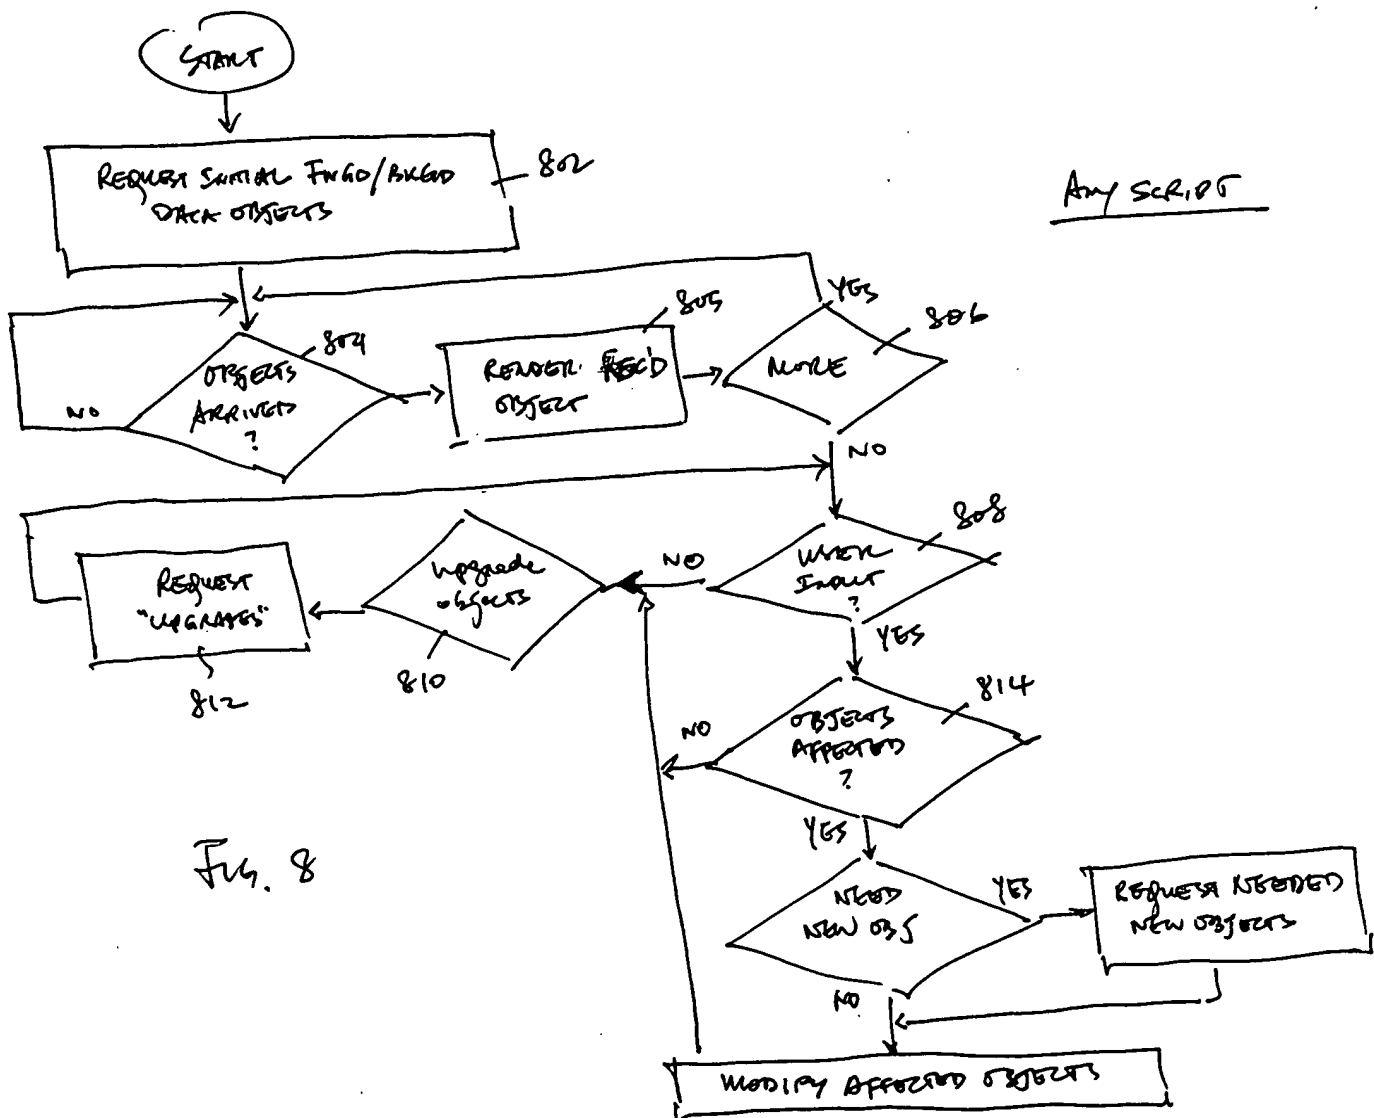 START
REQUEST INITIAL FRGD/BKGD
DATA OBJECTS
802
ANY SCRIPT
YES
805
806
804
OBJECTS
ARRIVED
?
NO
RENDER REC'D
OBJECT
MORE
NO
808
USER
INPUT
?
NO
YES
upgrade
objects
810
REQUEST
"UPGRADES"
812
814
OBJECTS
AFFECTED
?
NO
YES
FIG. 8
NEED
NEW OBJ
YES
REQUEST NEEDED
NEW OBJECTS
NO
MODIFY AFFECTED OBJECTS